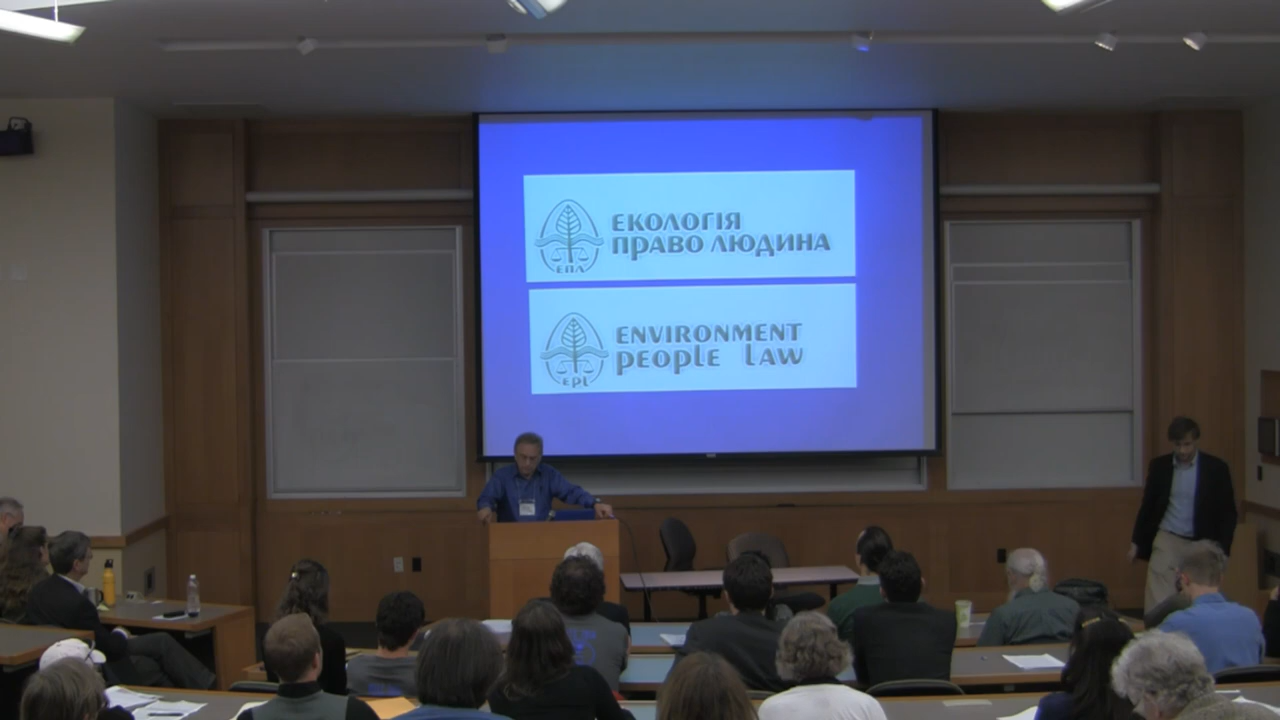 ЕКОЛОГІЯ
ПРАВО ЛЮДИНА
ЕПЛ
ENVIRONMENT
PEOPLE LAW
EPL